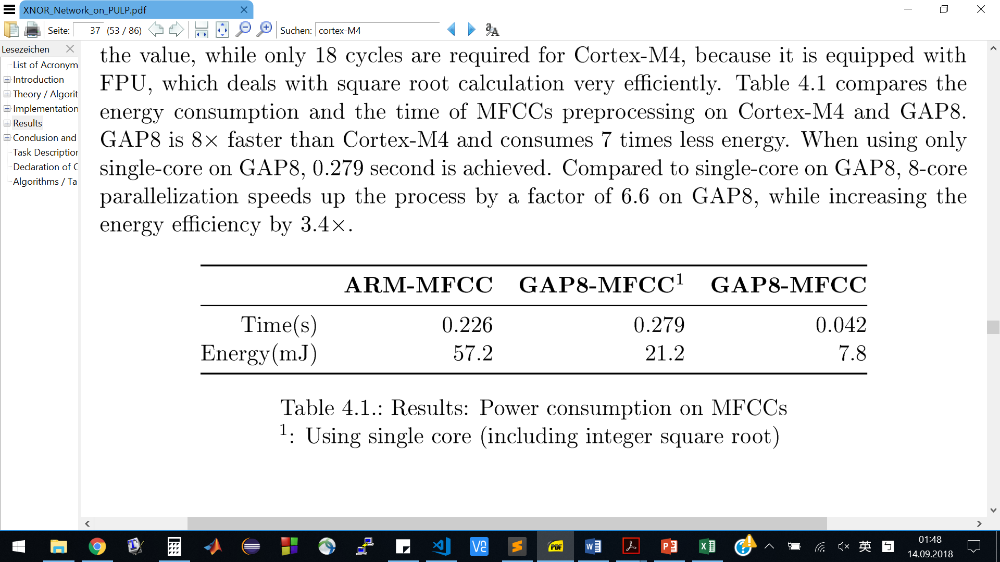 XNOR_Network_on_PULP.pdf
Seite: 37 (53 / 86) Suchen: cortex-M4
Lesezeichen
List of Acronym
Introduction
Theory / Algorit
Implementation
Results
Conclusion and
Task Description
Declaration of C
Algorithms / Ta
the value, while only 18 cycles are required for Cortex-M4, because it is equipped with
FPU, which deals with square root calculation very efficiently. Table 4.1 compares the
energy consumption and the time of MFCCs preprocessing on Cortex-M4 and GAP8.
GAP8 is 8× faster than Cortex-M4 and consumes 7 times less energy. When using only
single-core on GAP8, 0.279 second is achieved. Compared to single-core on GAP8, 8-core
parallelization speeds up the process by a factor of 6.6 on GAP8, while increasing the
energy efficiency by 3.4×.
ARM-MFCC GAP8-MFCC¹ GAP8-MFCC
Time(s) 0.226 0.279 0.042
Energy(mJ) 57.2 21.2 7.8
Table 4.1.: Results: Power consumption on MFCCs
¹: Using single core (including integer square root)
英 ㄅ
01:48
14.09.2018